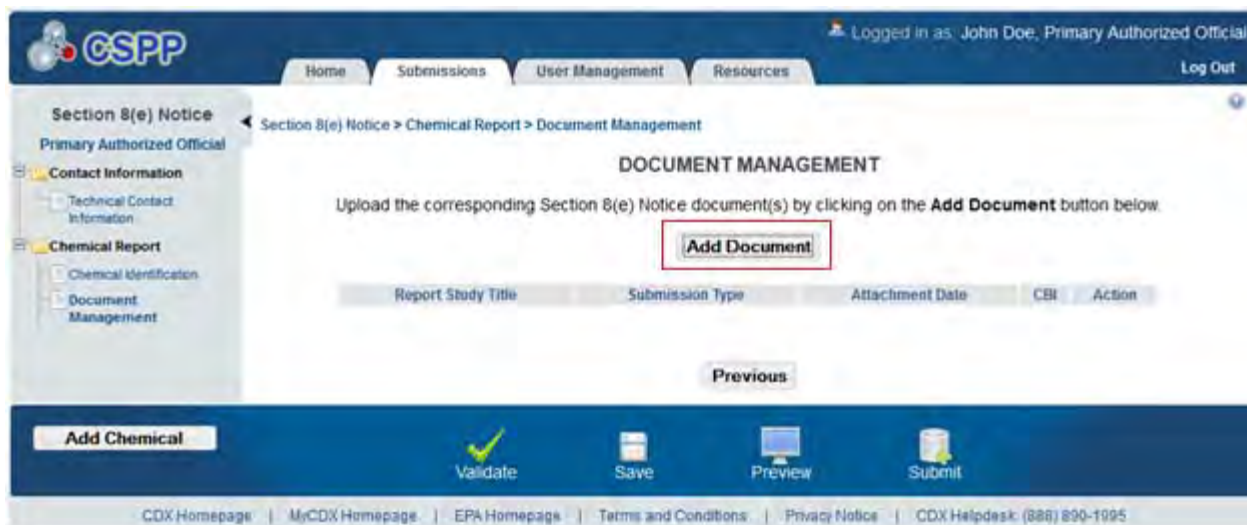 CSPP
Logged in as: John Doe, Primary Authorized Official
Log Out
Home Submissions User Management Resources
Section 8(e) Notice
Primary Authorized Official
Contact Information
Technical Contact
Information
Chemical Report
Chemical Identification
Document
Management
Section 8(e) Notice > Chemical Report > Document Management
DOCUMENT MANAGEMENT
Upload the corresponding Section 8(e) Notice document(s) by clicking on the Add Document button below.
Add Document
Report Study Title Submission Type Attachment Date CBI Action
Previous
Add Chemical
Validate Save Preview Submit
CDX Homepage | MyCDX Homepage | EPA Homepage | Terms and Conditions | Privacy Notice | CDX Helpdesk: (888) 890-1995